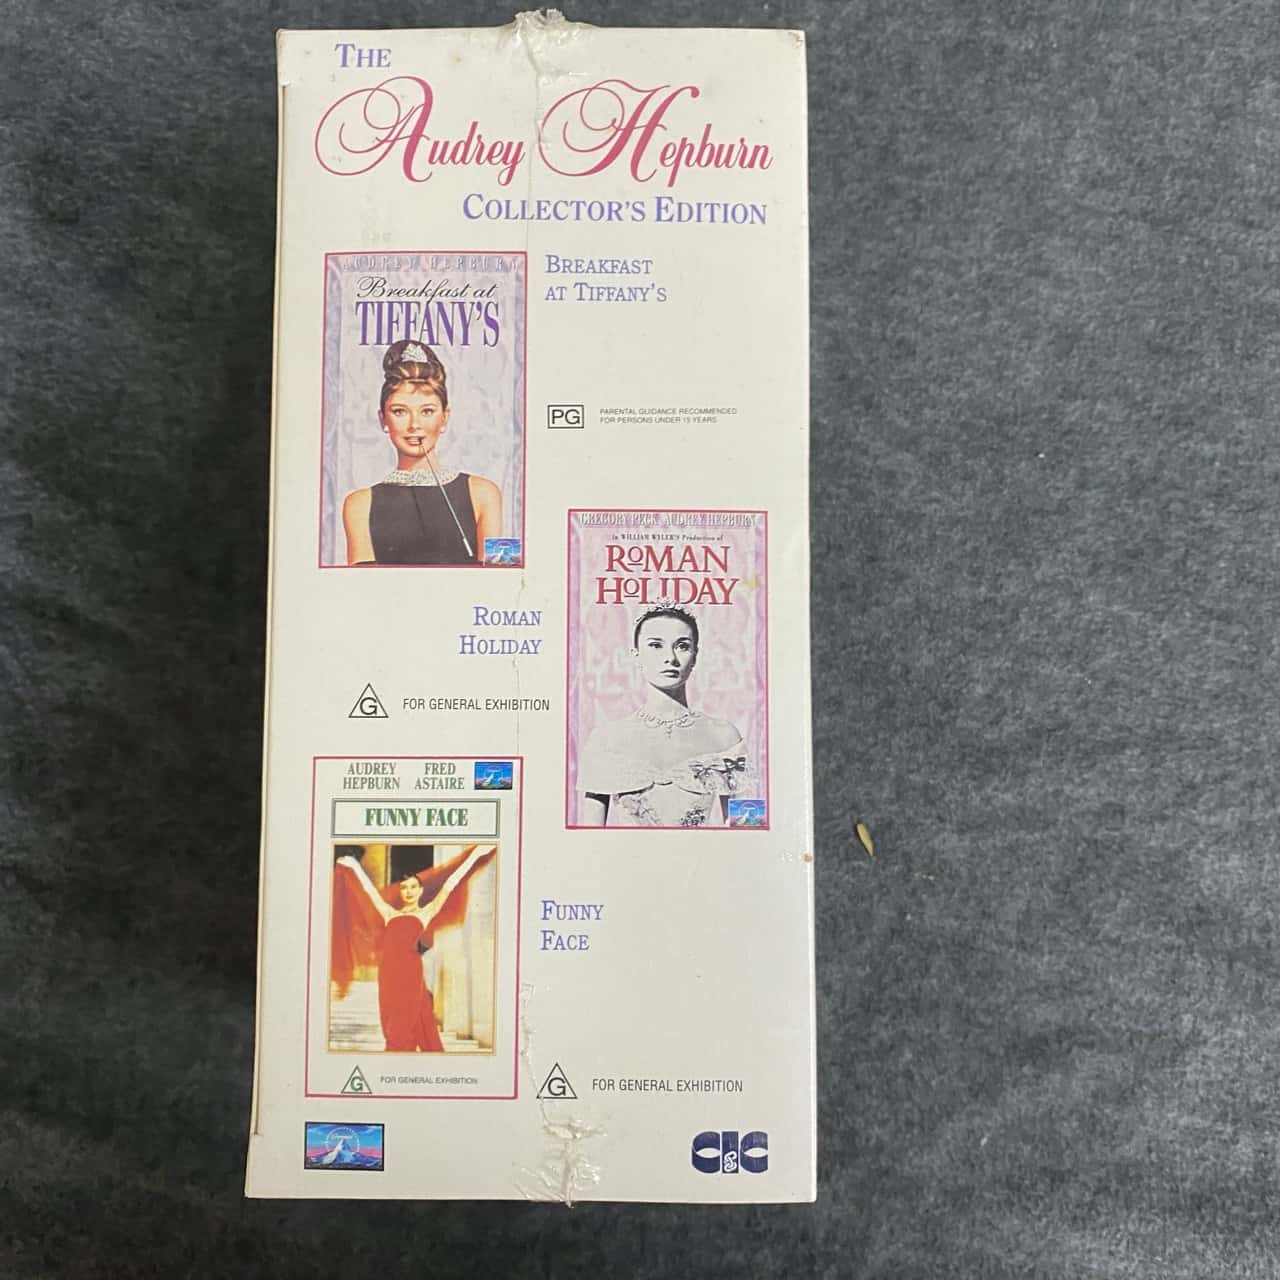 THE
Audrey Hepburn
COLLECTOR'S EDITION
AUDREY HEPBURN
Breakfast at
TIFFANY'S
BREAKFAST
AT TIFFANY'S
PG
PARENTAL GUIDANCE RECOMMENDED
FOR PERSONS UNDER 15 YEARS
GREGORY PECK AUDREY HEPBURN
in WILLIAM WYLER'S Production of
ROMAN
HOLIDAY
ROMAN
HOLIDAY
G FOR GENERAL EXHIBITION
AUDREY HEPBURN
FRED ASTAIRE
FUNNY FACE
FUNNY
FACE
G FOR GENERAL EXHIBITION
G FOR GENERAL EXHIBITION
Paramount
CIC